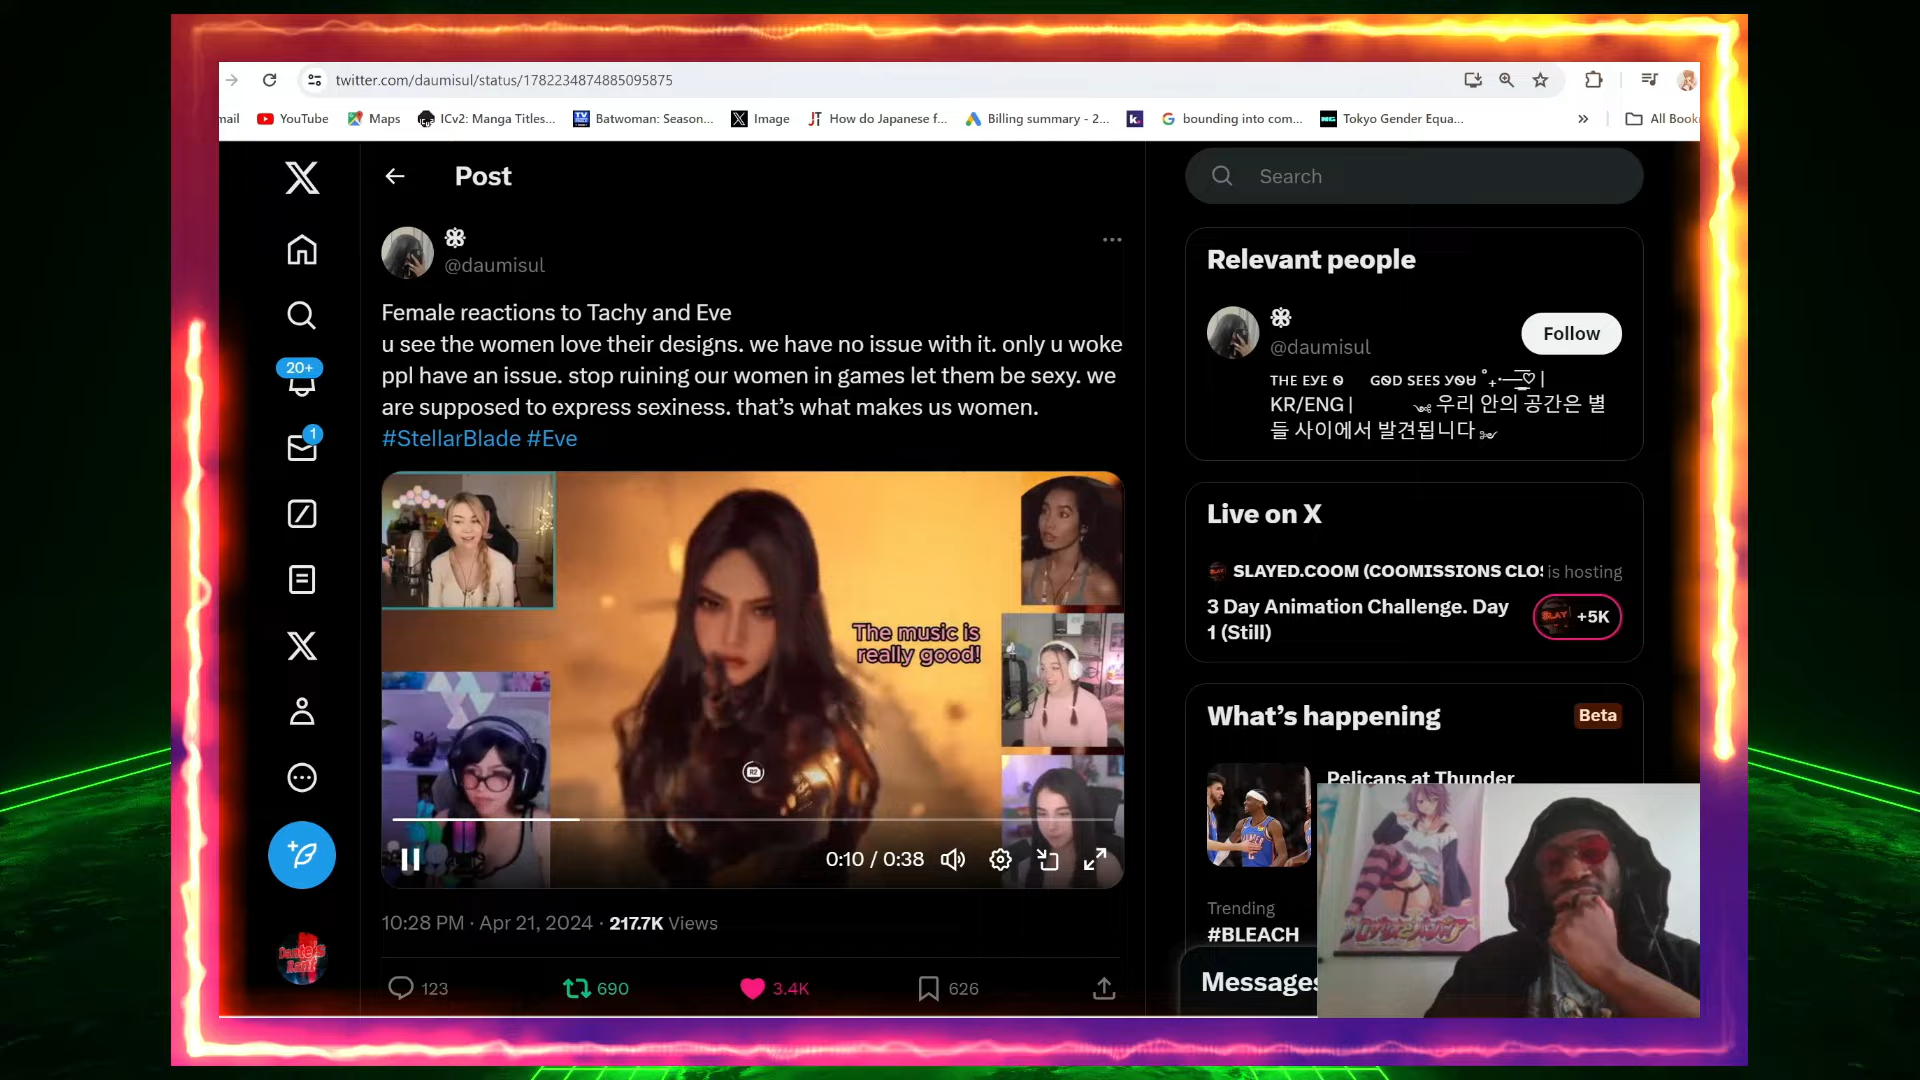 twitter.com/daumisul/status/1782234874885095875
mail
YouTube
Maps
ICv2: Manga Titles...
Batwoman: Season...
Image
How do Japanese f...
Billing summary - 2...
bounding into com...
Tokyo Gender Equa...
All Book
Post
Search
@daumisul
Female reactions to Tachy and Eve
u see the women love their designs. we have no issue with it. only u woke
ppl have an issue. stop ruining our women in games let them be sexy. we
are supposed to express sexiness. that's what makes us women.
#StellarBlade #Eve
20+
1
The music is
really good!
R2
0:10 / 0:38
10:28 PM · Apr 21, 2024 · 217.7K Views
123
690
3.4K
626
Dante's
Rant
Relevant people
@daumisul
Follow
KR/ENG | 우리 안의 공간은 별
들 사이에서 발견됩니다
Live on X
SLAYED.COOM (COOMISSIONS CLO is hosting
3 Day Animation Challenge. Day
1 (Still)
+5K
What's happening
Beta
Pelicans at Thunder
Trending
#BLEACH
Messages